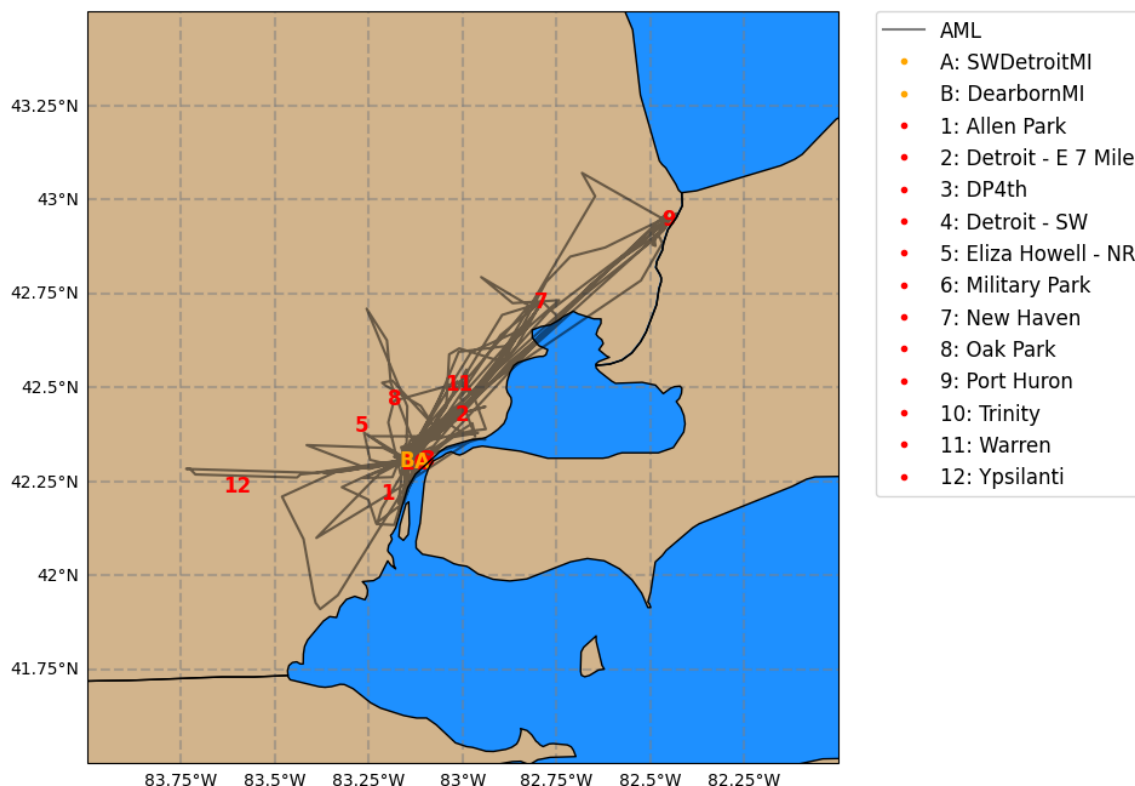 43.25°N
43°N
42.75°N
42.5°N
42.25°N
42°N
41.75°N
83.75°W 83.5°W 83.25°W 83°W 82.75°W 82.5°W 82.25°W
9
7
11
8
2
5
BA
1
12
AML
A: SWDetroitMI
B: DearbornMI
1: Allen Park
2: Detroit - E 7 Mile
3: DP4th
4: Detroit - SW
5: Eliza Howell - NR
6: Military Park
7: New Haven
8: Oak Park
9: Port Huron
10: Trinity
11: Warren
12: Ypsilanti